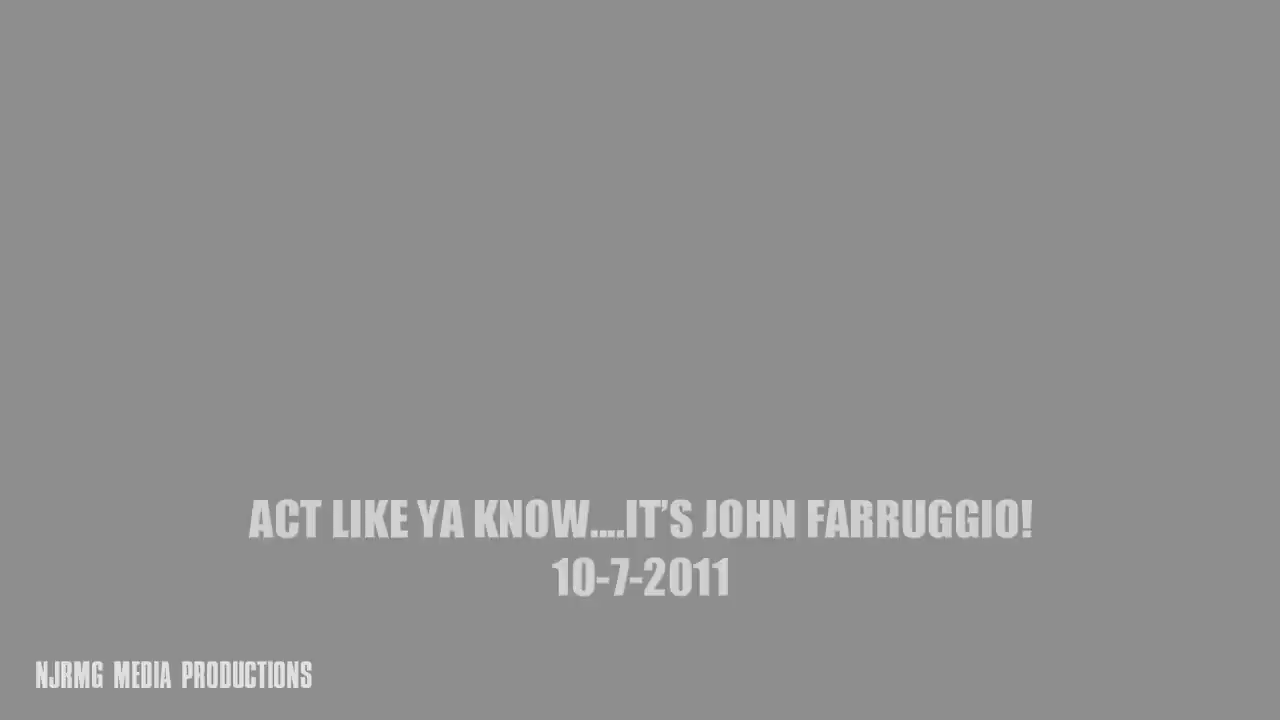 ACT LIKE YA KNOW....IT'S JOHN FARRUGGIO!
10-7-2011
NJRMG MEDIA PRODUCTIONS